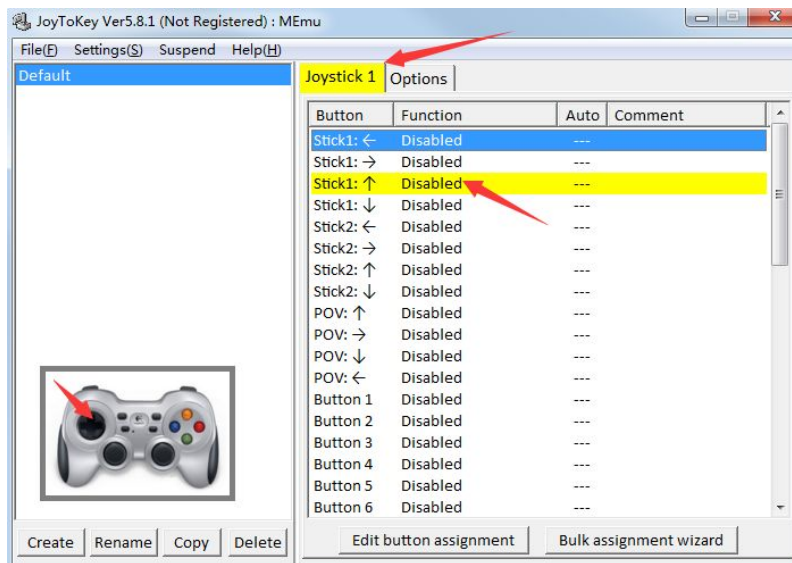 JoyToKey Ver5.8.1 (Not Registered) : MEmu
File(F) Settings(S) Suspend Help(H)
Default
Joystick 1 Options
Button Function Auto Comment
Stick1: ← Disabled ---
Stick1: → Disabled ---
Stick1: ↑ Disabled ---
Stick1: ↓ Disabled ---
Stick2: ← Disabled ---
Stick2: → Disabled ---
Stick2: ↑ Disabled ---
Stick2: ↓ Disabled ---
POV: ↑ Disabled ---
POV: → Disabled ---
POV: ↓ Disabled ---
POV: ← Disabled ---
Button 1 Disabled ---
Button 2 Disabled ---
Button 3 Disabled ---
Button 4 Disabled ---
Button 5 Disabled ---
Button 6 Disabled ---
Create Rename Copy Delete
Edit button assignment Bulk assignment wizard